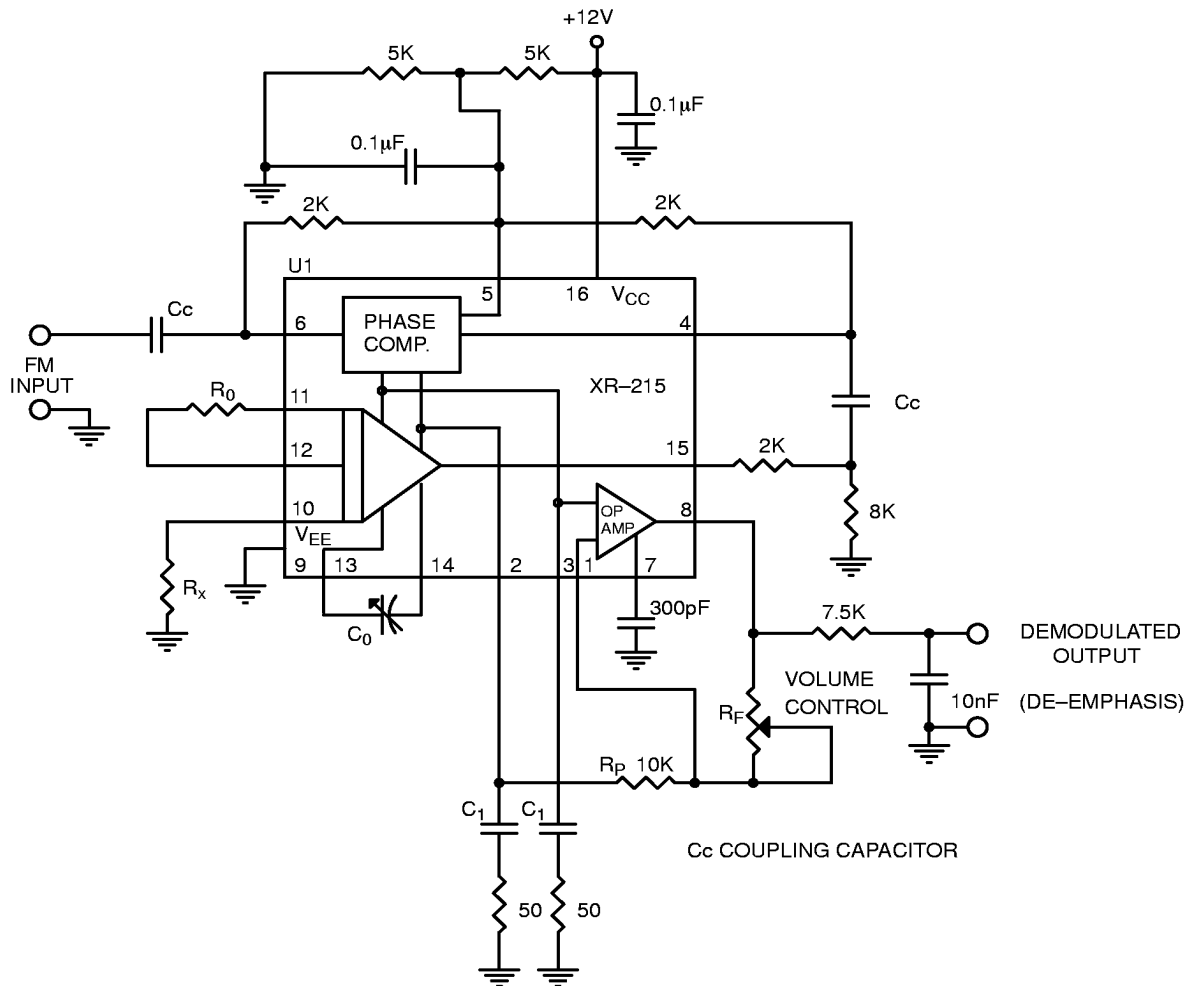 +12V
5K
5K
0.1µF
0.1µF
2K
2K
U1
5
16
VCC
Cc
6
PHASE
COMP.
4
FM
INPUT
XR–215
R0
11
Cc
12
15
2K
10
OP
AMP
8
8K
VEE
9
13
14
2
3
1
7
Rx
300pF
C0
7.5K
DEMODULATED
OUTPUT
VOLUME
CONTROL
RF
10nF
(DE–EMPHASIS)
RP 10K
C1
C1
Cc COUPLING CAPACITOR
50
50